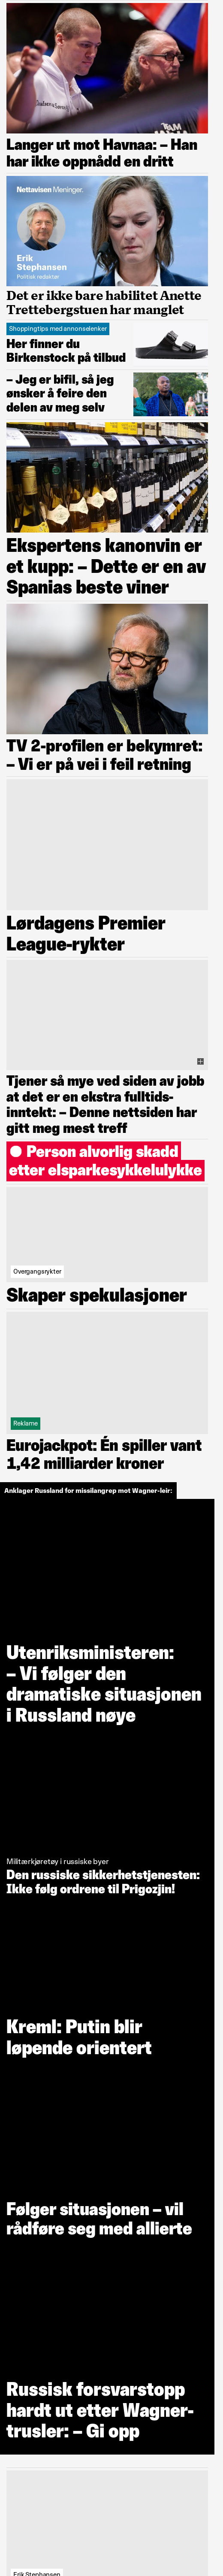 Langer ut mot Havnaa: – Han
har ikke oppnådd en dritt
Nettavisen Meninger.
Erik
Stephansen
Politisk redaktør
Det er ikke bare habilitet Anette
Trettebergstuen har manglet
Shoppingtips med annonselenker
Her finner du
Birkenstock på tilbud
– Jeg er bifil, så jeg
ønsker å feire den
delen av meg selv
Ekspertens kanonvin er
et kupp: – Dette er en av
Spanias beste viner
TV 2-profilen er bekymret:
– Vi er på vei i feil retning
Lørdagens Premier
League-rykter
Tjener så mye ved siden av jobb
at det er en ekstra fulltids-
inntekt: – Denne nettsiden har
gitt meg mest treff
Person alvorlig skadd
etter elsparkesykkelulykke
Overgangsrykter
Skaper spekulasjoner
Reklame
Eurojackpot: Én spiller vant
1,42 milliarder kroner
Anklager Russland for missilangrep mot Wagner-leir:
Utenriksministeren:
– Vi følger den
dramatiske situasjonen
i Russland nøye
Militærkjøretøy i russiske byer
Den russiske sikkerhetstjenesten:
Ikke følg ordrene til Prigozjin!
Kreml: Putin blir
løpende orientert
Følger situasjonen – vil
rådføre seg med allierte
Russisk forsvarstopp
hardt ut etter Wagner-
trusler: – Gi opp
Erik Stephansen